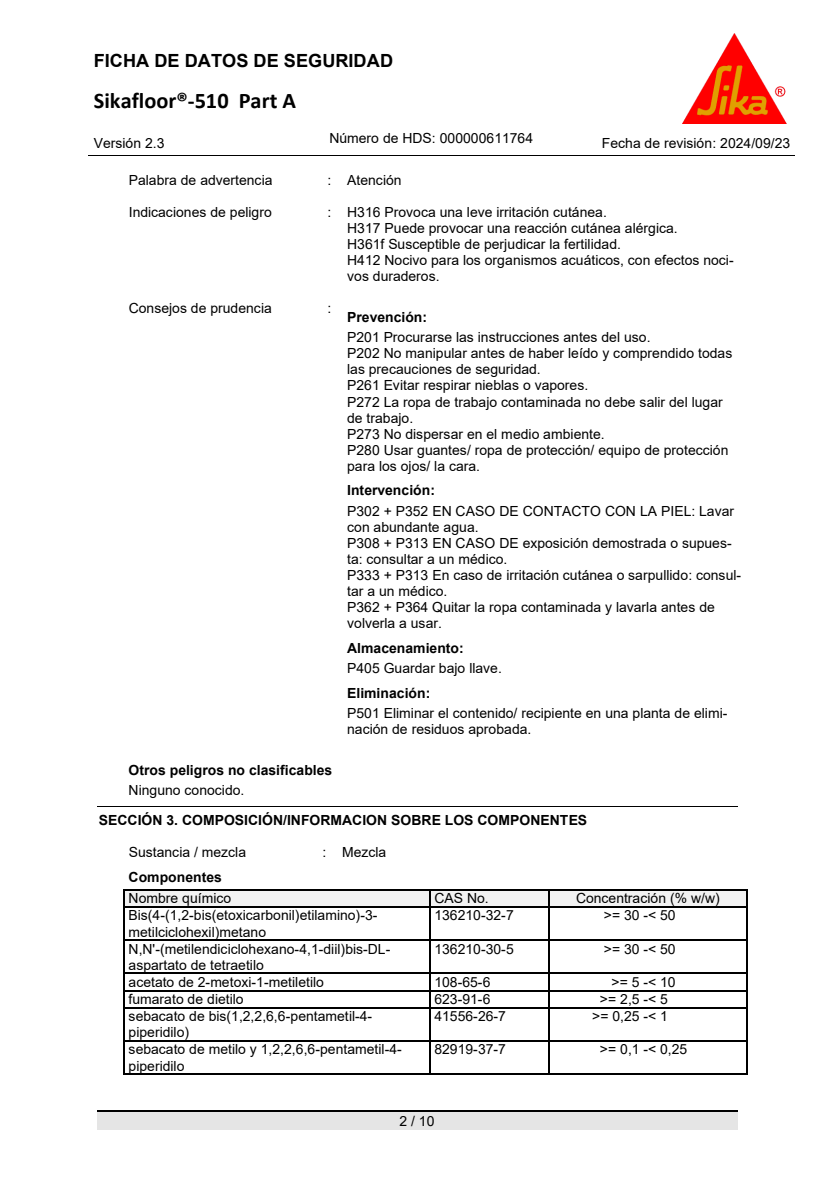 FICHA DE DATOS DE SEGURIDAD
Sikafloor®-510 Part A
Sika®
Versión 2.3
Número de HDS: 000000611764
Fecha de revisión: 2024/09/23
Palabra de advertencia : Atención
Indicaciones de peligro : H316 Provoca una leve irritación cutánea.
H317 Puede provocar una reacción cutánea alérgica.
H361f Susceptible de perjudicar la fertilidad.
H412 Nocivo para los organismos acuáticos, con efectos noci-
vos duraderos.
Consejos de prudencia :
Prevención:
P201 Procurarse las instrucciones antes del uso.
P202 No manipular antes de haber leído y comprendido todas
las precauciones de seguridad.
P261 Evitar respirar nieblas o vapores.
P272 La ropa de trabajo contaminada no debe salir del lugar
de trabajo.
P273 No dispersar en el medio ambiente.
P280 Usar guantes/ ropa de protección/ equipo de protección
para los ojos/ la cara.
Intervención:
P302 + P352 EN CASO DE CONTACTO CON LA PIEL: Lavar
con abundante agua.
P308 + P313 EN CASO DE exposición demostrada o supues-
ta: consultar a un médico.
P333 + P313 En caso de irritación cutánea o sarpullido: consul-
tar a un médico.
P362 + P364 Quitar la ropa contaminada y lavarla antes de
volverla a usar.
Almacenamiento:
P405 Guardar bajo llave.
Eliminación:
P501 Eliminar el contenido/ recipiente en una planta de elimi-
nación de residuos aprobada.
Otros peligros no clasificables
Ninguno conocido.
SECCIÓN 3. COMPOSICIÓN/INFORMACION SOBRE LOS COMPONENTES
Sustancia / mezcla : Mezcla
Componentes
Nombre químico CAS No. Concentración (% w/w)
Bis(4-(1,2-bis(etoxicarbonil)etilamino)-3- 136210-32-7 >= 30 -< 50
metilciclohexil)metano
N,N'-(metilendiciclohexano-4,1-diil)bis-DL- 136210-30-5 >= 30 -< 50
aspartato de tetraetilo
acetato de 2-metoxi-1-metiletilo 108-65-6 >= 5 -< 10
fumarato de dietilo 623-91-6 >= 2,5 -< 5
sebacato de bis(1,2,2,6,6-pentametil-4- 41556-26-7 >= 0,25 -< 1
piperidilo)
sebacato de metilo y 1,2,2,6,6-pentametil-4- 82919-37-7 >= 0,1 -< 0,25
piperidilo
2 / 10